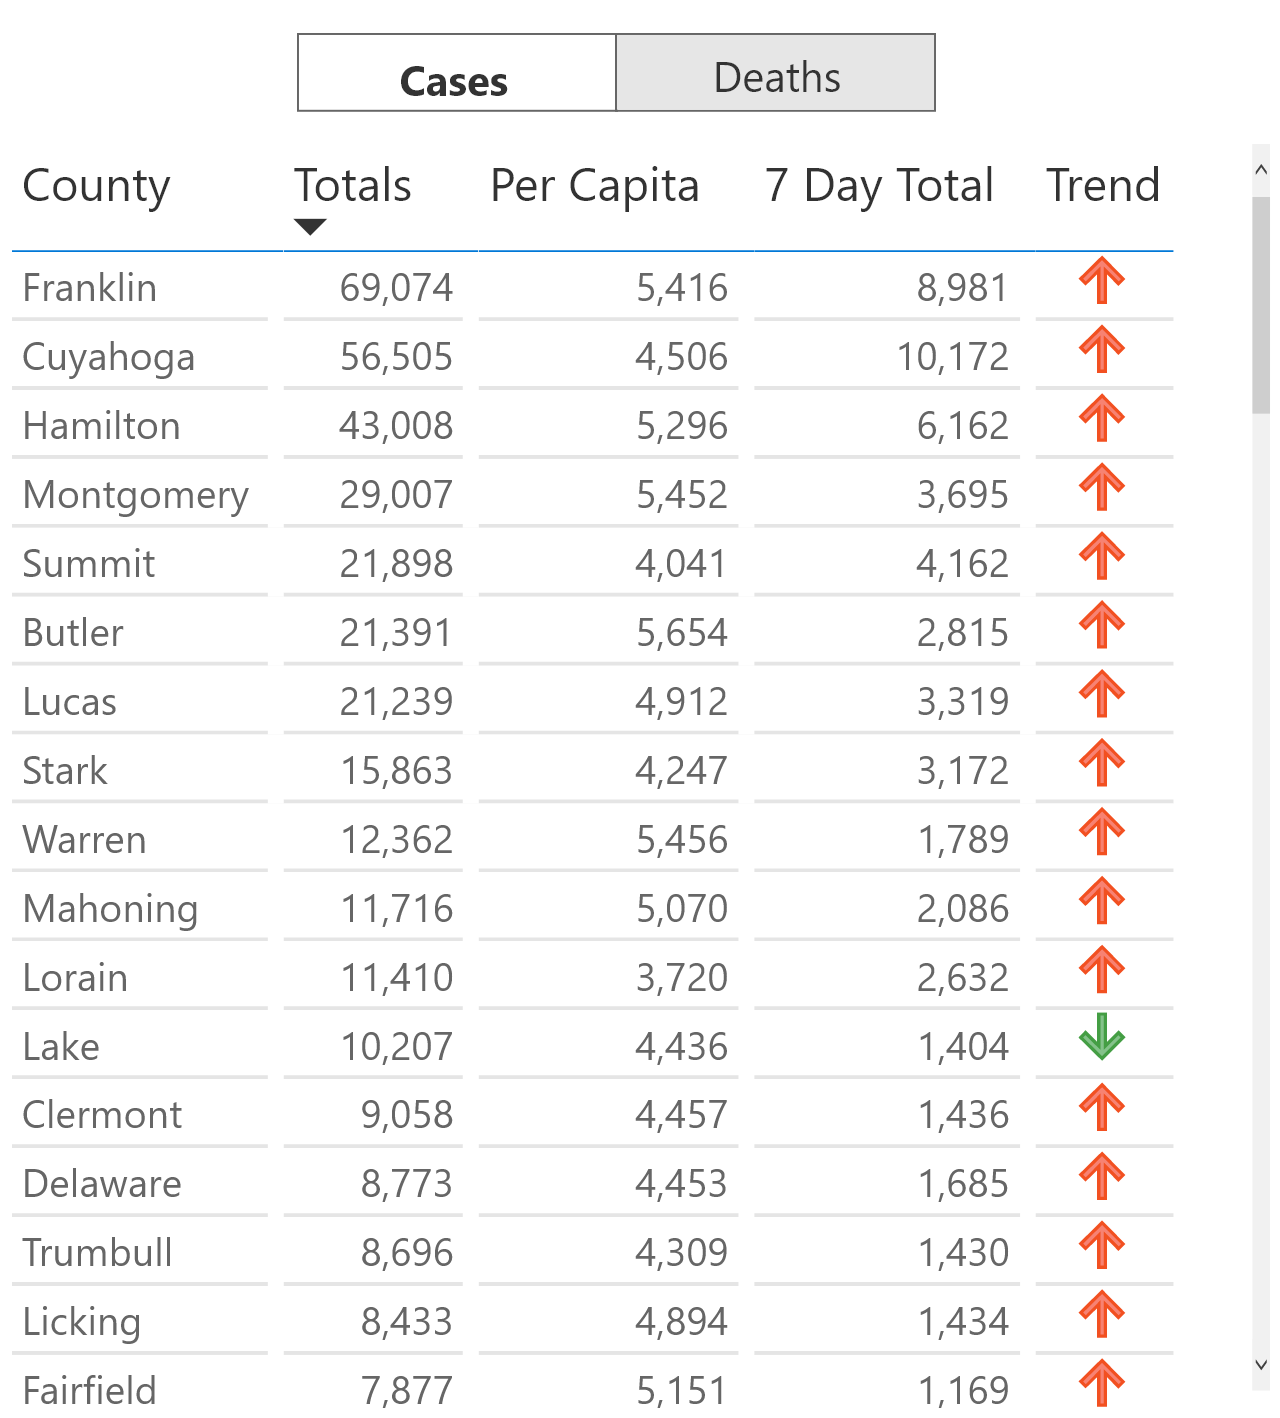 Cases Deaths
County Totals Per Capita 7 Day Total Trend
Franklin 69,074 5,416 8,981
Cuyahoga 56,505 4,506 10,172
Hamilton 43,008 5,296 6,162
Montgomery 29,007 5,452 3,695
Summit 21,898 4,041 4,162
Butler 21,391 5,654 2,815
Lucas 21,239 4,912 3,319
Stark 15,863 4,247 3,172
Warren 12,362 5,456 1,789
Mahoning 11,716 5,070 2,086
Lorain 11,410 3,720 2,632
Lake 10,207 4,436 1,404
Clermont 9,058 4,457 1,436
Delaware 8,773 4,453 1,685
Trumbull 8,696 4,309 1,430
Licking 8,433 4,894 1,434
Fairfield 7,877 5,151 1,169